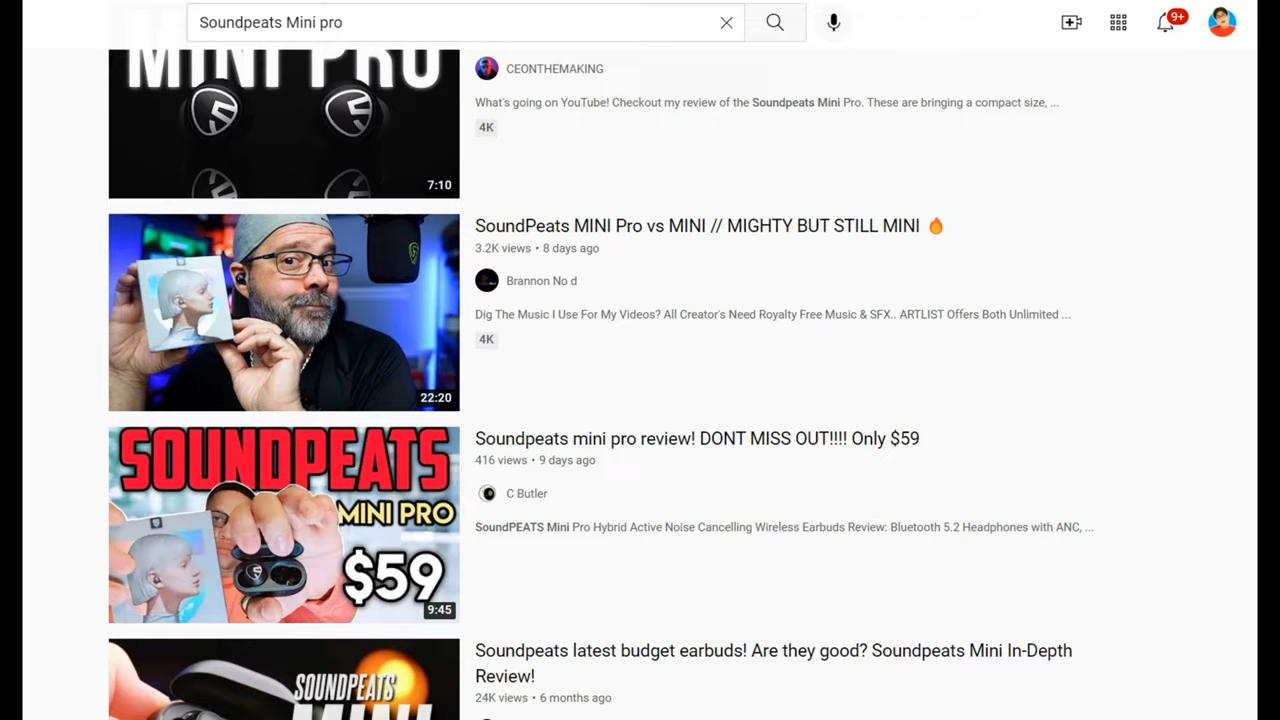 Soundpeats Mini pro
9+
MINI PRO
7:10
CEONTHEMAKING
What's going on YouTube! Checkout my review of the Soundpeats Mini Pro. These are bringing a compact size, ...
4K
22:20
SoundPeats MINI Pro vs MINI // MIGHTY BUT STILL MINI 🔥
3.2K views • 8 days ago
Brannon No d
Dig The Music I Use For My Videos? All Creator's Need Royalty Free Music & SFX.. ARTLIST Offers Both Unlimited ...
4K
SOUNDPEATS
MINI PRO
$59
9:45
Soundpeats mini pro review! DONT MISS OUT!!!! Only $59
416 views • 9 days ago
C Butler
SoundPEATS Mini Pro Hybrid Active Noise Cancelling Wireless Earbuds Review: Bluetooth 5.2 Headphones with ANC, ...
SOUNDPEATS
MINI
Soundpeats latest budget earbuds! Are they good? Soundpeats Mini In-Depth
Review!
24K views • 6 months ago